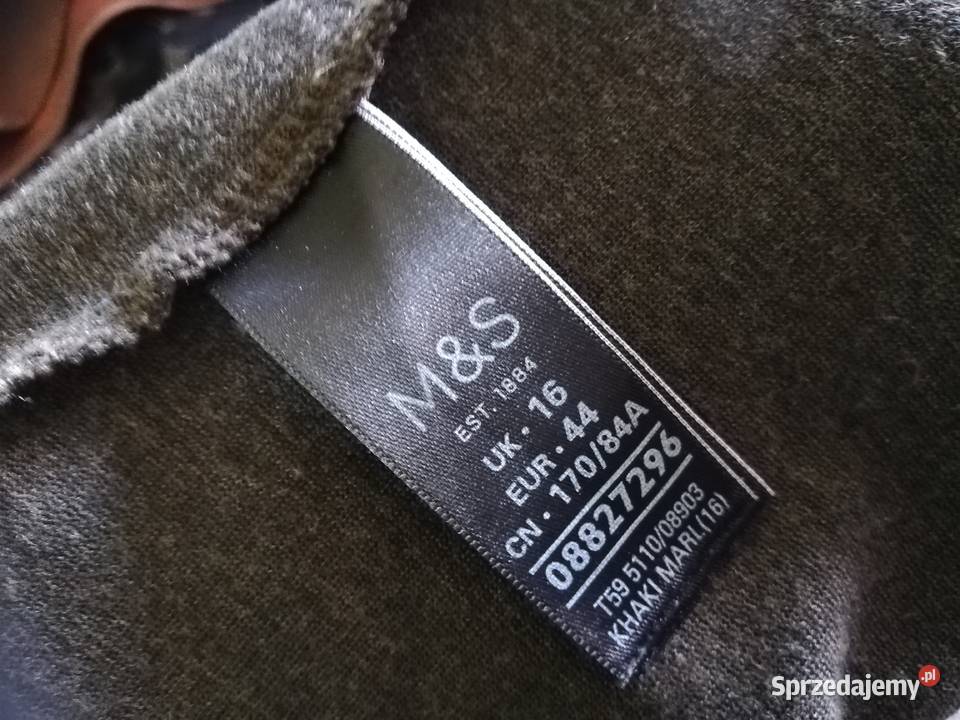 M&S
EST. 1884
UK • 16
EUR • 44
CN • 170/84A
08827296
T59 5110/08903
KHAKI MARL(16)
Sprzedajemy.pl